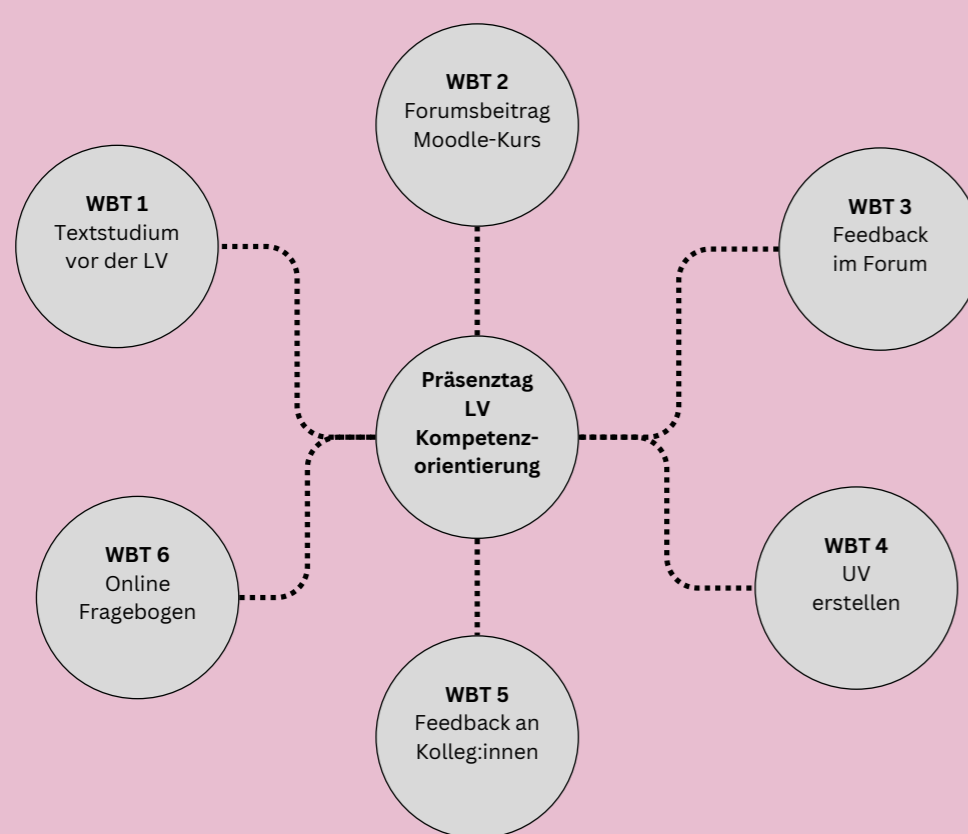 WBT 1
Textstudium
vor der LV
WBT 2
Forumsbeitrag
Moodle-Kurs
WBT 3
Feedback
im Forum
Präsenztag
LV
Kompetenz-
orientierung
WBT 4
UV
erstellen
WBT 5
Feedback an
Kolleg:innen
WBT 6
Online
Fragebogen